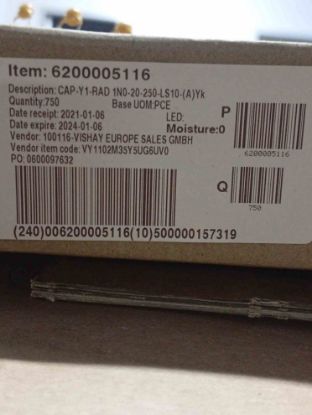 Item: 6200005116
Description: CAP-Y1-RAD 1N0-20-250-LS10-(A)Yk
Quantity:750 Base UOM:PCE
Date receipt: 2021-01-06 LED:
Date expire: 2024-01-06 Moisture:0
Vendor: 100116-VISHAY EUROPE SALES GMBH
Vendor item code: VY1102M35Y5UG6UV0
PO: 0600097632
P
6200005116
Q
750
(240)006200005116(10)500000157319